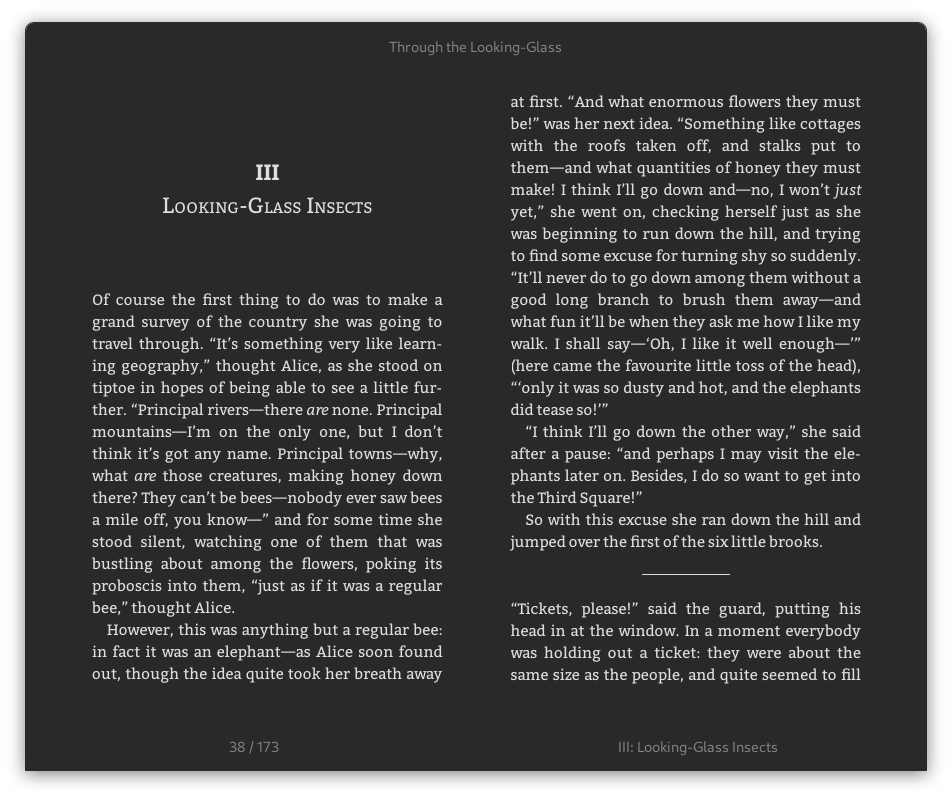 Through the Looking-Glass
III
Looking-Glass Insects
Of course the first thing to do was to make a
grand survey of the country she was going to
travel through. “It’s something very like learn-
ing geography,” thought Alice, as she stood on
tiptoe in hopes of being able to see a little fur-
ther. “Principal rivers—there are none. Principal
mountains—I’m on the only one, but I don’t
think it’s got any name. Principal towns—why,
what are those creatures, making honey down
there? They can’t be bees—nobody ever saw bees
a mile off, you know—” and for some time she
stood silent, watching one of them that was
bustling about among the flowers, poking its
proboscis into them, “just as if it was a regular
bee,” thought Alice.
However, this was anything but a regular bee:
in fact it was an elephant—as Alice soon found
out, though the idea quite took her breath away
at first. “And what enormous flowers they must
be!” was her next idea. “Something like cottages
with the roofs taken off, and stalks put to
them—and what quantities of honey they must
make! I think I’ll go down and—no, I won’t just
yet,” she went on, checking herself just as she
was beginning to run down the hill, and trying
to find some excuse for turning shy so suddenly.
“It’ll never do to go down among them without a
good long branch to brush them away—and
what fun it’ll be when they ask me how I like my
walk. I shall say—‘Oh, I like it well enough—’”
(here came the favourite little toss of the head),
“‘only it was so dusty and hot, and the elephants
did tease so!’”
“I think I’ll go down the other way,” she said
after a pause: “and perhaps I may visit the ele-
phants later on. Besides, I do so want to get into
the Third Square!”
So with this excuse she ran down the hill and
jumped over the first of the six little brooks.
“Tickets, please!” said the guard, putting his
head in at the window. In a moment everybody
was holding out a ticket: they were about the
same size as the people, and quite seemed to fill
38 / 173
III: Looking-Glass Insects